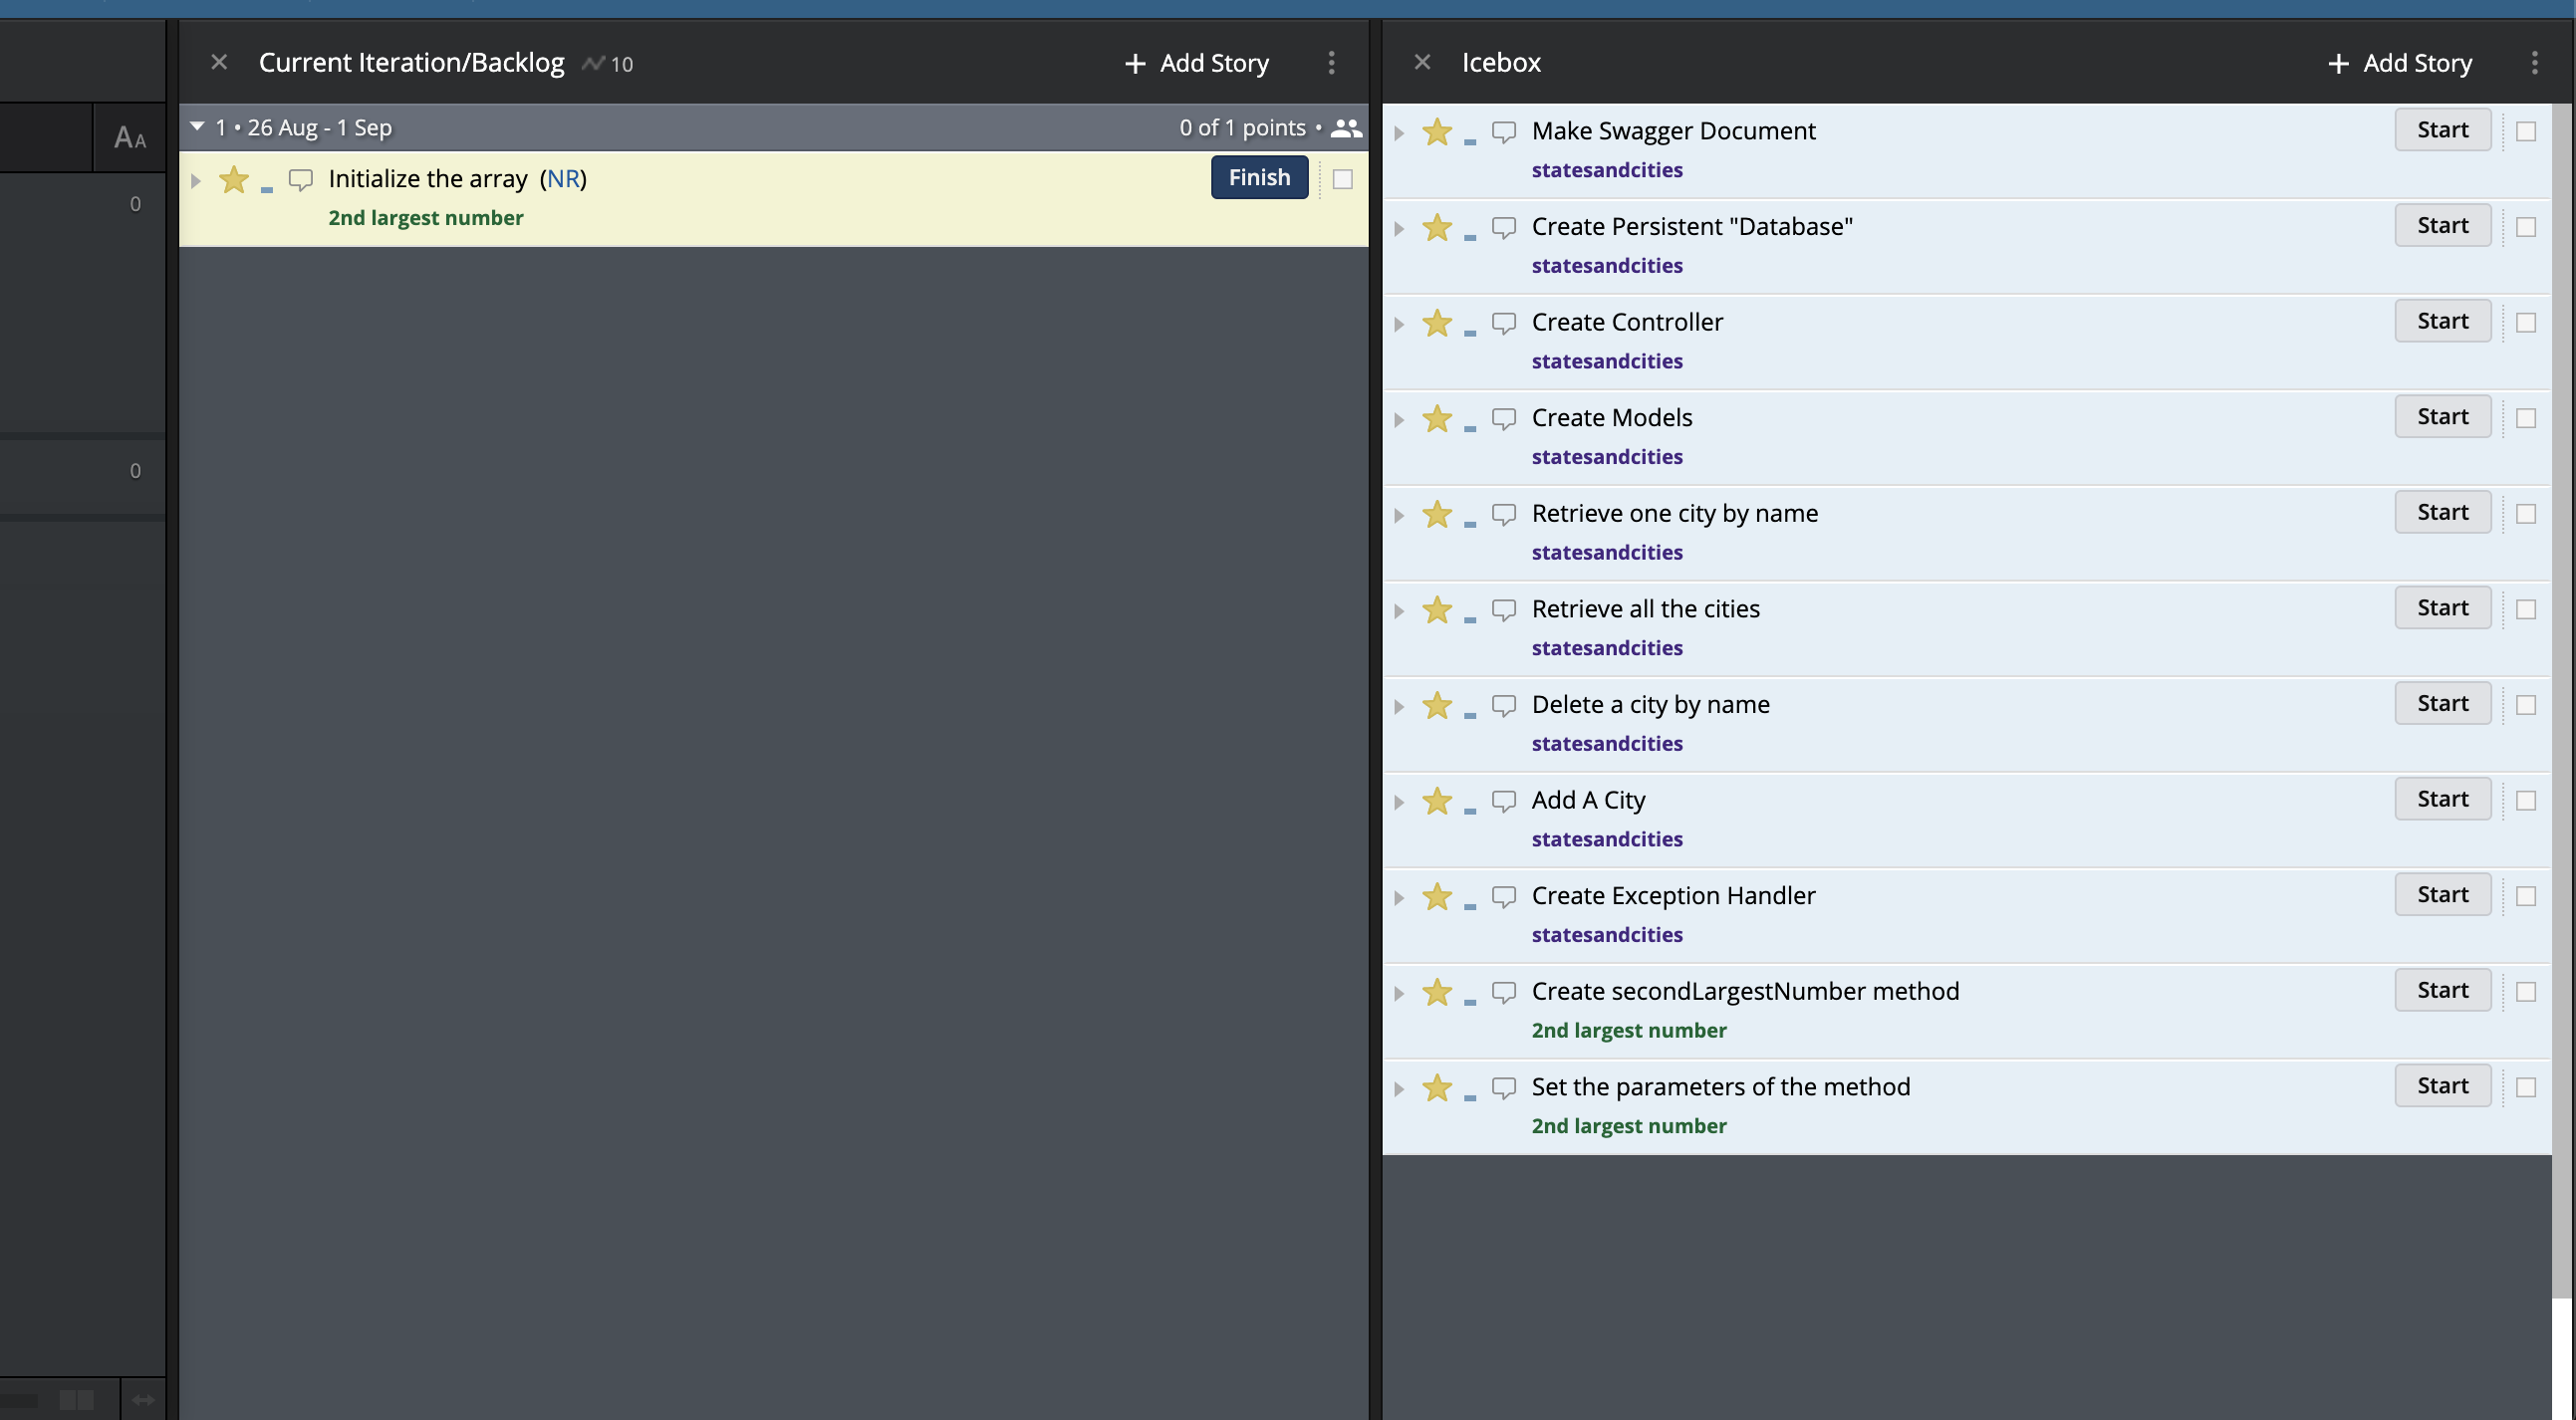 AA
0
0
Current Iteration/Backlog 10 + Add Story
1 • 26 Aug - 1 Sep 0 of 1 points •
Initialize the array (NR) Finish
2nd largest number
Icebox + Add Story
Make Swagger Document Start
statesandcities
Create Persistent "Database" Start
statesandcities
Create Controller Start
statesandcities
Create Models Start
statesandcities
Retrieve one city by name Start
statesandcities
Retrieve all the cities Start
statesandcities
Delete a city by name Start
statesandcities
Add A City Start
statesandcities
Create Exception Handler Start
statesandcities
Create secondLargestNumber method Start
2nd largest number
Set the parameters of the method Start
2nd largest number